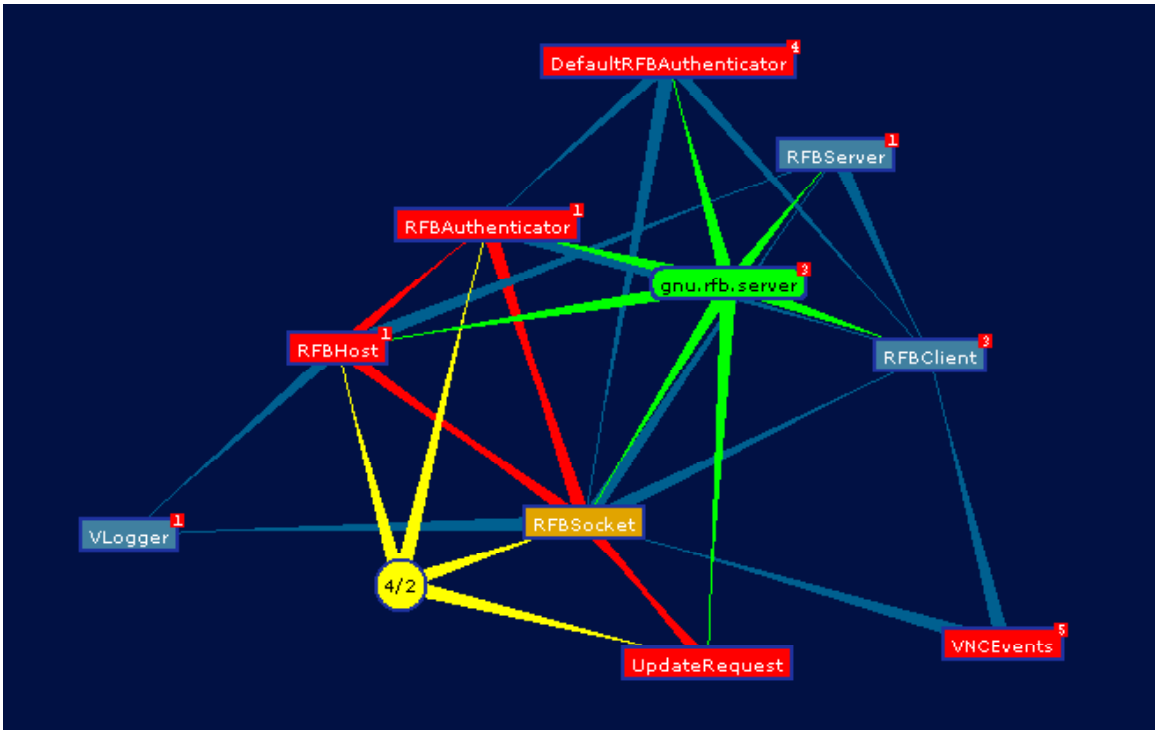 4
DefaultRFBAuthenticator
1
RFBServer
1
RFBAuthenticator
3
gnu.rfb.server
1
RFBHost
3
RFBClient
1
VLogger
RFBSocket
4/2
5
VNCEvents
UpdateRequest